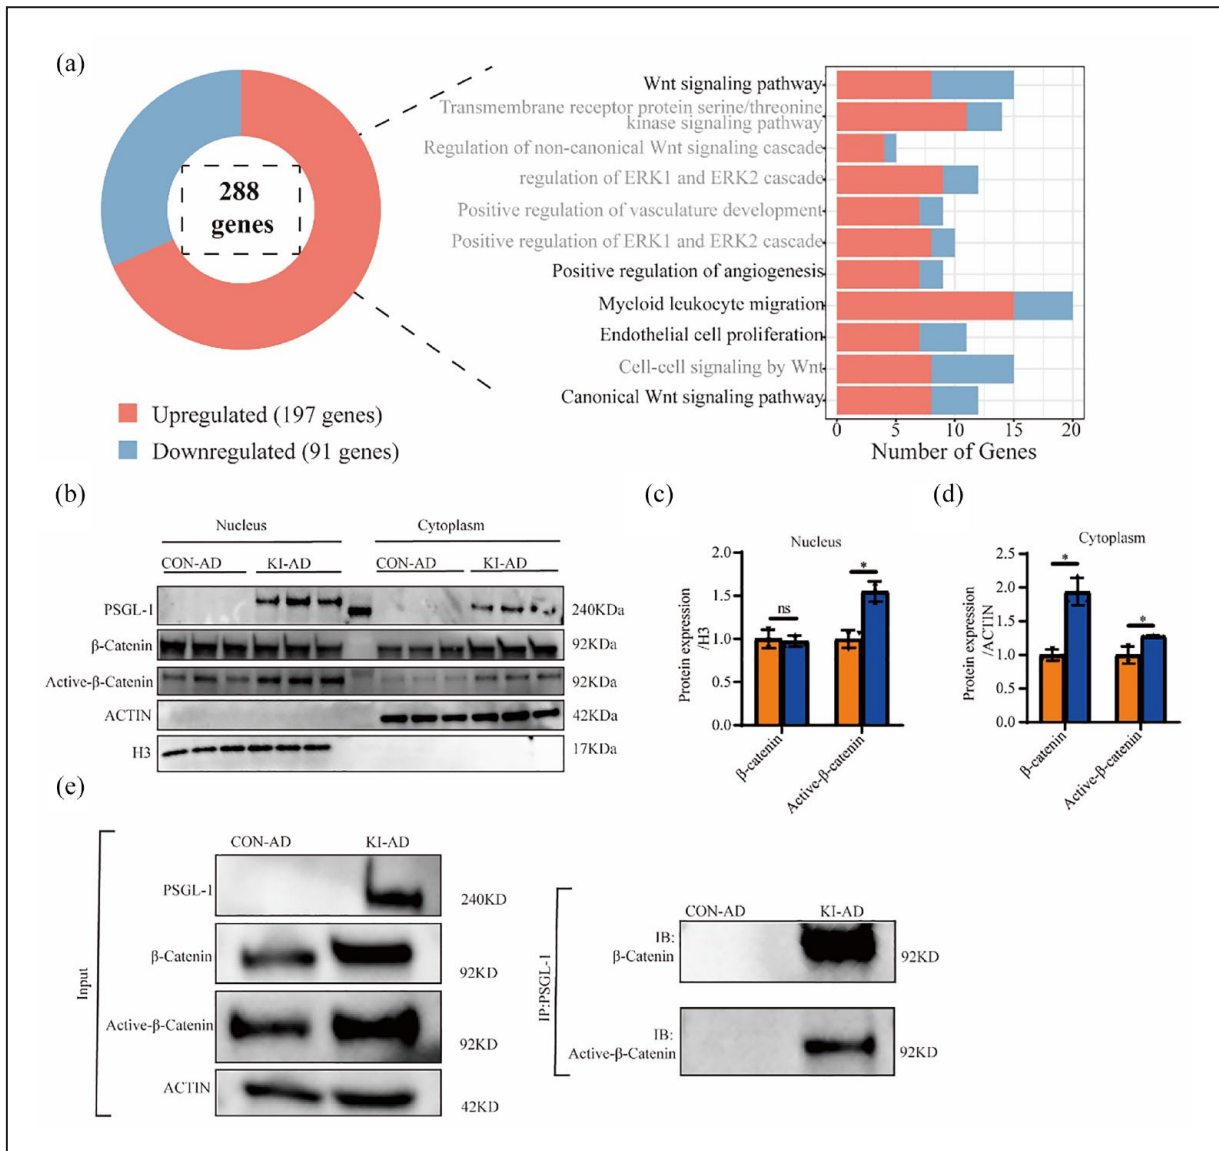 (a)
288
genes
Upregulated (197 genes)
Downregulated (91 genes)
Wnt signaling pathway
Transmembrane receptor protein serine/threonine
kinase signaling pathway
Regulation of non-canonical Wnt signaling cascade
regulation of ERK1 and ERK2 cascade
Positive regulation of vasculature development
Positive regulation of ERK1 and ERK2 cascade
Positive regulation of angiogenesis
Myeloid leukocyte migration
Endothelial cell proliferation
Cell-cell signaling by Wnt
Canonical Wnt signaling pathway
0 5 10 15 20
Number of Genes
(b)
Nucleus Cytoplasm
CON-AD KI-AD CON-AD KI-AD
PSGL-1 240KDa
β-Catenin 92KDa
Active-β-Catenin 92KDa
ACTIN 42KDa
H3 17KDa
(c)
Nucleus
Protein expression
/H3
2.0
1.5
1.0
0.5
0.0
ns
*
β-catenin
Active-β-catenin
(d)
Cytoplasm
Protein expression
/ACTIN
2.5
2.0
1.5
1.0
0.5
0.0
*
*
β-catenin
Active-β-catenin
(e)
Input
CON-AD KI-AD
PSGL-1 240KD
β-Catenin 92KD
Active-β-Catenin 92KD
ACTIN 42KD
IP:PSGL-1
CON-AD KI-AD
IB:
β-Catenin 92KD
IB:
Active-β-Catenin 92KD